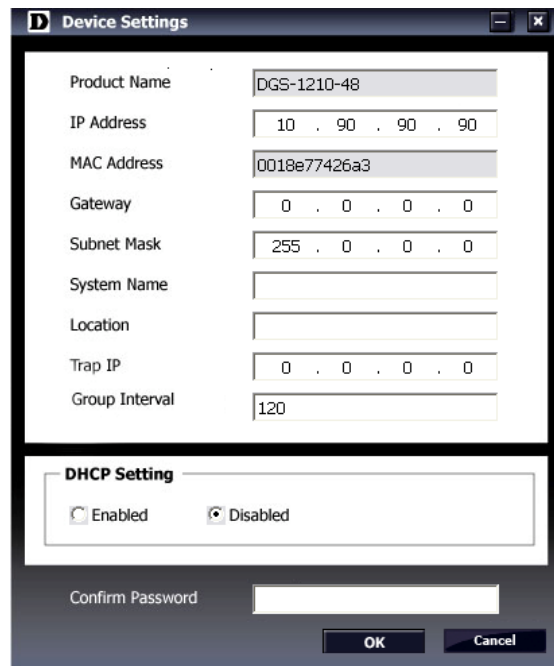 D Device Settings
Product Name DGS-1210-48
IP Address 10 . 90 . 90 . 90
MAC Address 0018e77426a3
Gateway 0 . 0 . 0 . 0
Subnet Mask 255 . 0 . 0 . 0
System Name
Location
Trap IP 0 . 0 . 0 . 0
Group Interval 120
DHCP Setting
Enabled Disabled
Confirm Password
OK Cancel